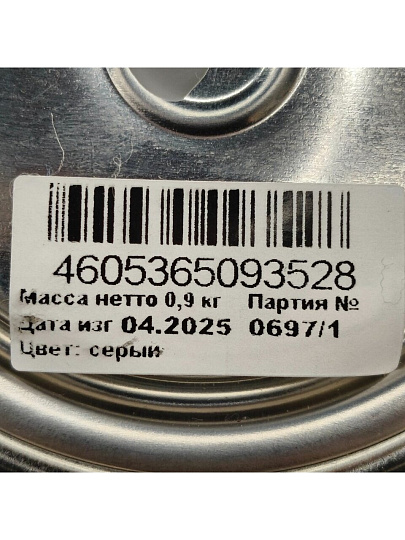 4605365093528
Масса нетто 0,9 кг Партия №
Дата изг 04.2025 0697/1
Цвет: серый